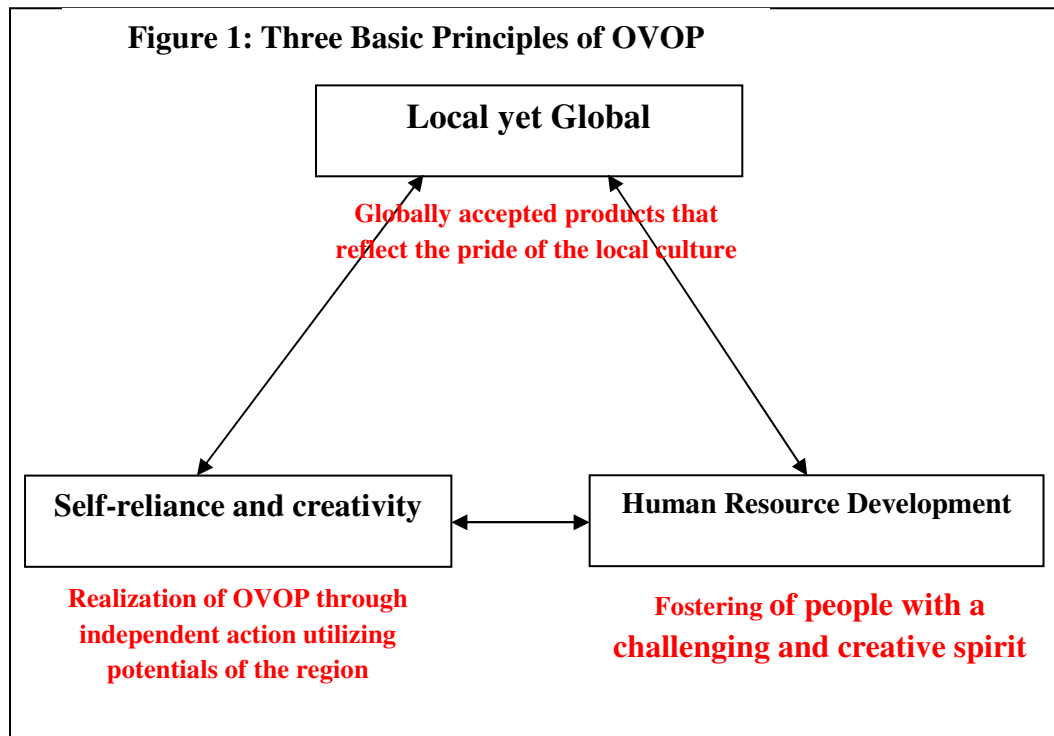 Figure 1: Three Basic Principles of OVOP
Local yet Global
Globally accepted products that
reflect the pride of the local culture
Self-reliance and creativity
Realization of OVOP through
independent action utilizing
potentials of the region
Human Resource Development
Fostering of people with a
challenging and creative spirit